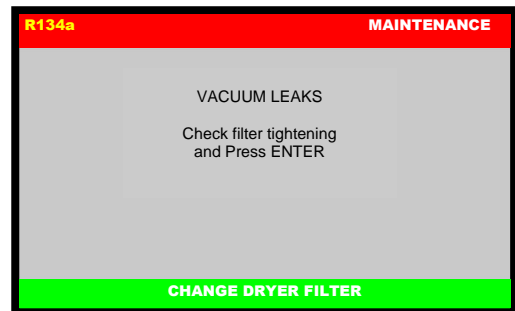 R134a MAINTENANCE
VACUUM LEAKS
Check filter tightening
and Press ENTER
CHANGE DRYER FILTER